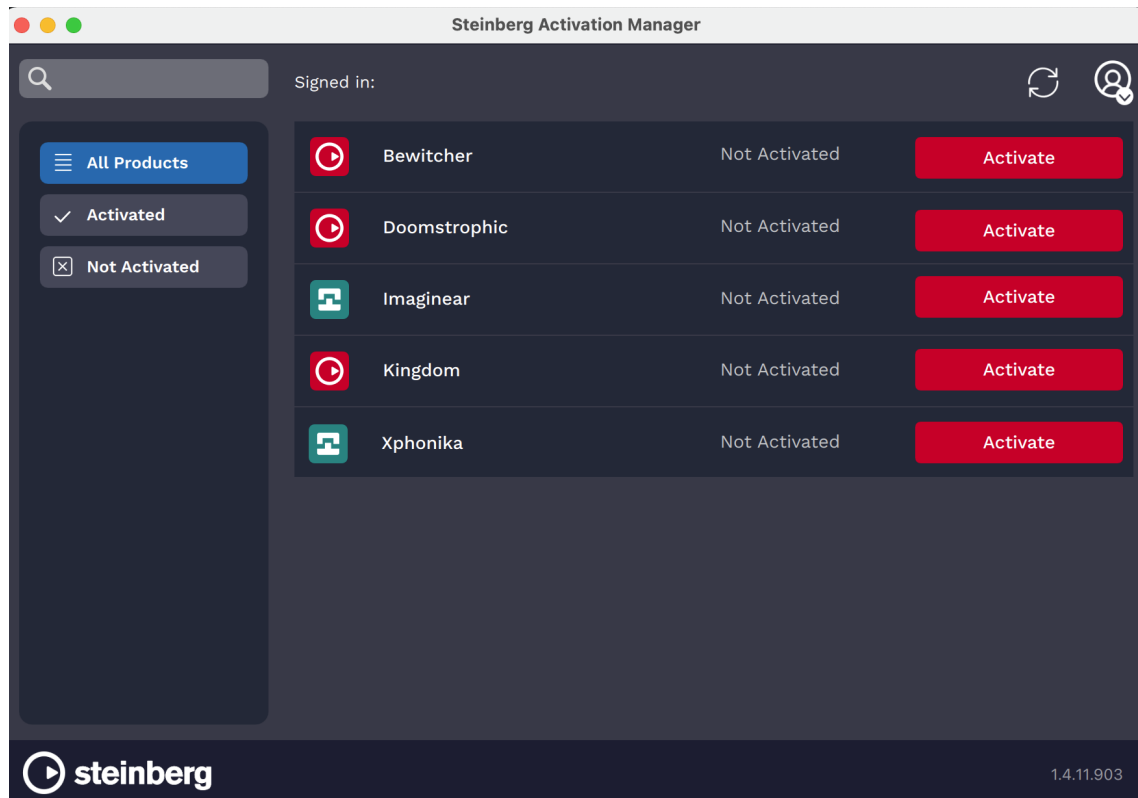 Steinberg Activation Manager
Signed in:
All Products
Activated
Not Activated
Bewitcher Not Activated Activate
Doomstrophic Not Activated Activate
Imaginear Not Activated Activate
Kingdom Not Activated Activate
Xphonika Not Activated Activate
steinberg
1.4.11.903